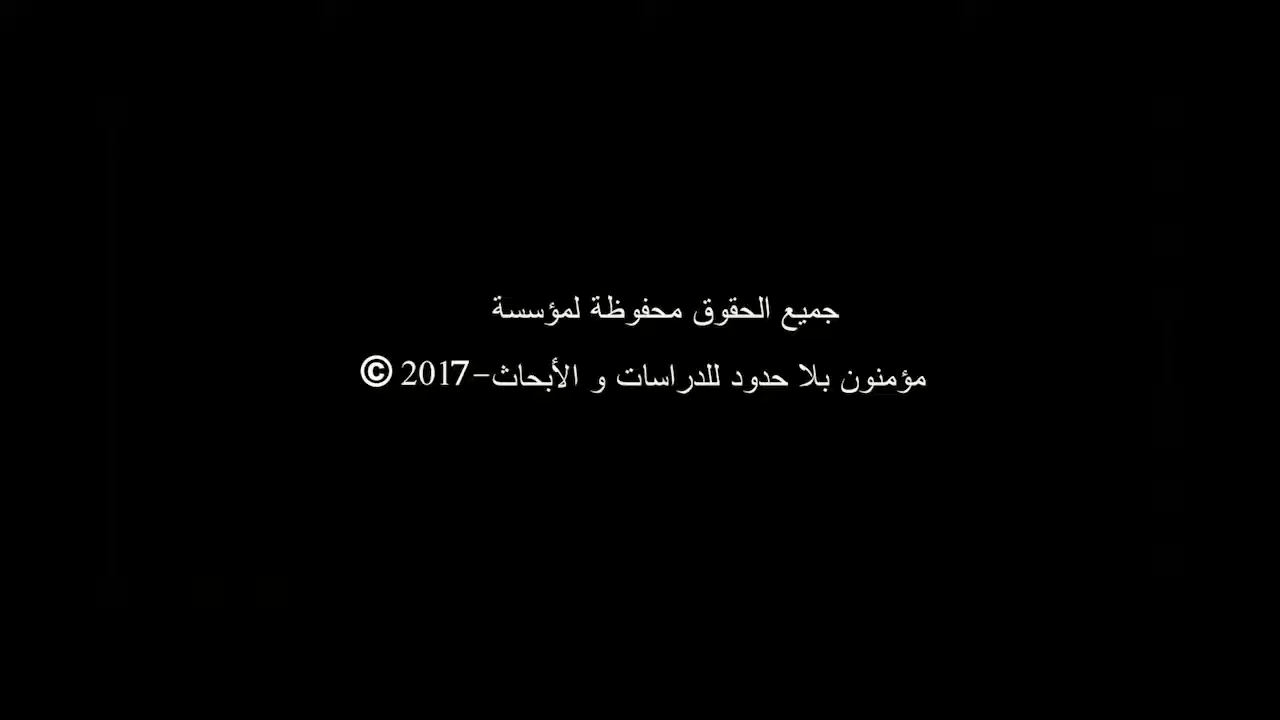 جميع الحقوق محفوظة لمؤسسة
مؤمنون بلا حدود للدراسات و الأبحاث-2017 ©